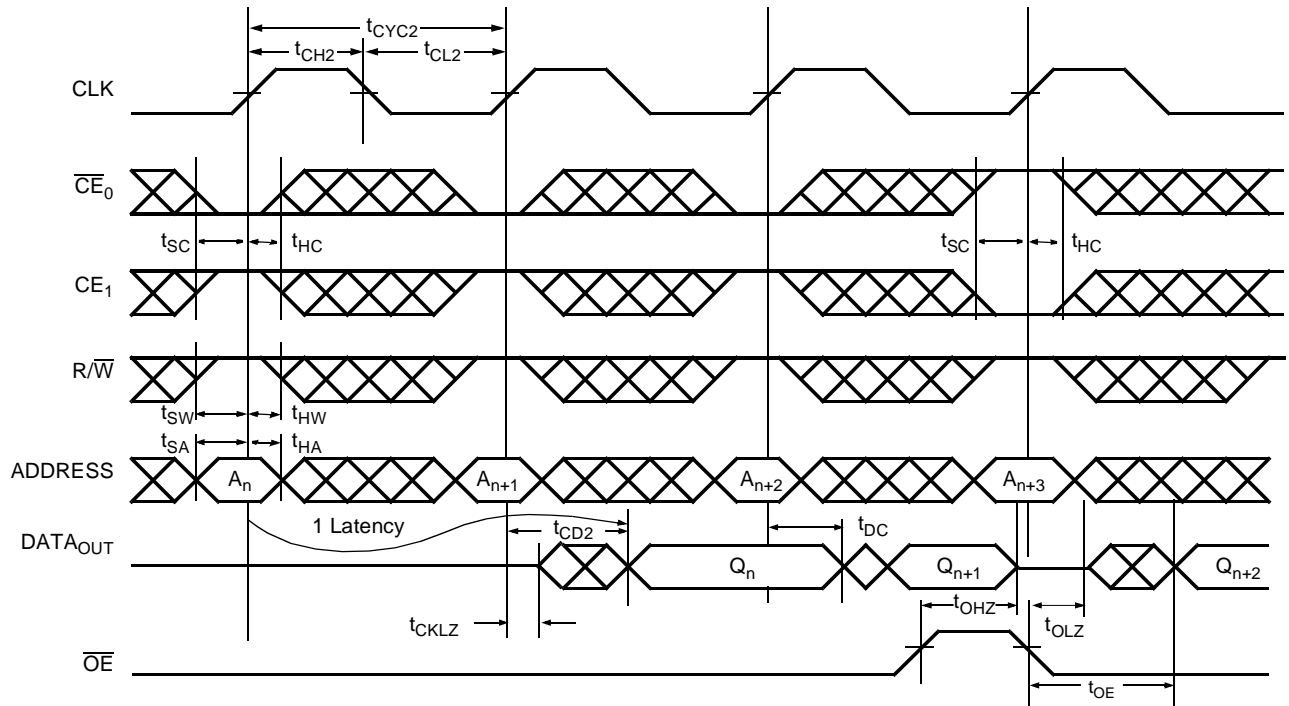 tCYC2
tCH2 tCL2
CLK
CE0
tSC tHC tSC tHC
CE1
R/W
tSW tHW
tSA tHA
ADDRESS An An+1 An+2 An+3
1 Latency tCD2 tDC
DATAOUT Qn Qn+1 Qn+2
tOHZ
tCKLZ tOLZ
OE
tOE